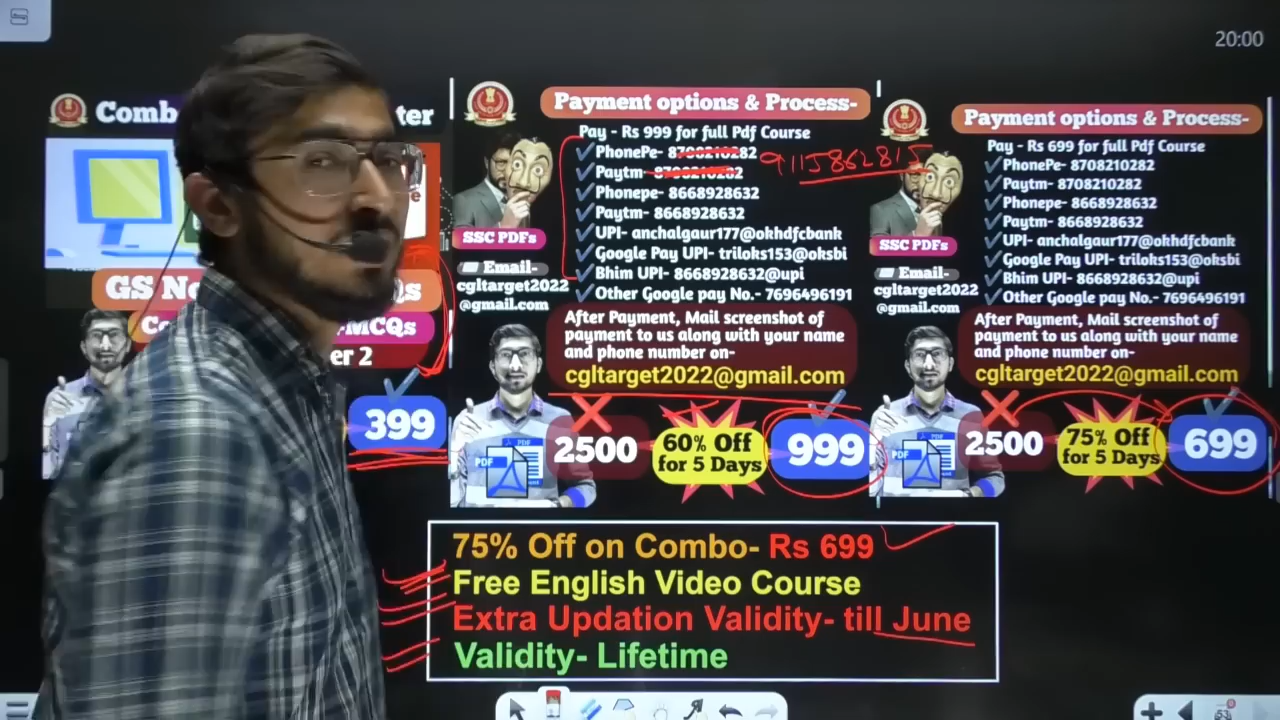 20:00
Comb
ter
GS No
Qs
Co
-MCQs
er 2
399
Payment options & Process-
Pay - Rs 999 for full Pdf Course
PhonePe- 8708210282
9115862815
Paytm- 8708210282
Phonepe- 8668928632
Paytm- 8668928632
UPI- anchalgaur177@okhdfcbank
Google Pay UPI- triloks153@oksbi
Bhim UPI- 8668928632@upi
Other Google pay No.- 7696496191
SSC PDFs
Email-
cgltarget2022
@gmail.com
After Payment, Mail screenshot of
payment to us along with your name
and phone number on-
cgltarget2022@gmail.com
2500
60% Off
for 5 Days
999
PDF
Payment options & Process-
Pay - Rs 699 for full Pdf Course
PhonePe- 8708210282
Paytm- 8708210282
Phonepe- 8668928632
Paytm- 8668928632
UPI- anchalgaur177@okhdfcbank
Google Pay UPI- triloks153@oksbi
Bhim UPI- 8668928632@upi
Other Google pay No.- 7696496191
SSC PDFs
Email-
cgltarget2022
@gmail.com
After Payment, Mail screenshot of
payment to us along with your name
and phone number on-
cgltarget2022@gmail.com
2500
75% Off
for 5 Days
699
PDF
75% Off on Combo- Rs 699
Free English Video Course
Extra Updation Validity- till June
Validity- Lifetime